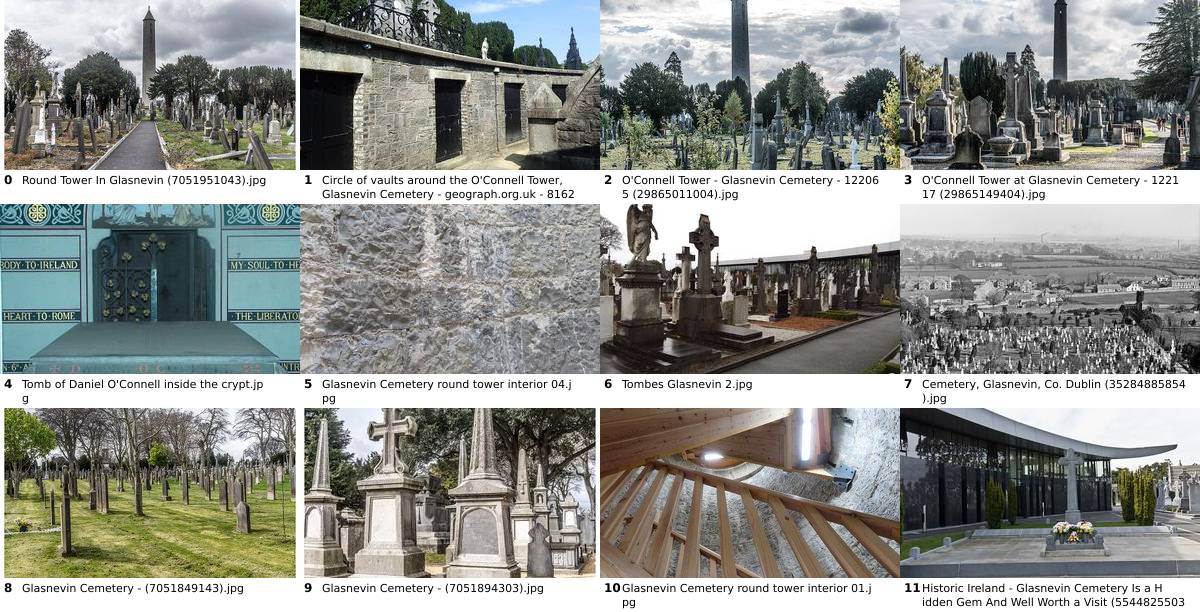 0 Round Tower In Glasnevin (7051951043).jpg
1 Circle of vaults around the O'Connell Tower,
Glasnevin Cemetery - geograph.org.uk - 8162
2 O'Connell Tower - Glasnevin Cemetery - 12206
5 (29865011004).jpg
3 O'Connell Tower at Glasnevin Cemetery - 1221
17 (29865149404).jpg
BODY·TO·IRELAND
MY·SOUL·TO·HE
HEART·TO·ROME
THE·LIBERATO
4 Tomb of Daniel O'Connell inside the crypt.jp
g
5 Glasnevin Cemetery round tower interior 04.j
pg
6 Tombes Glasnevin 2.jpg
7 Cemetery, Glasnevin, Co. Dublin (35284885854
).jpg
8 Glasnevin Cemetery - (7051849143).jpg
9 Glasnevin Cemetery - (7051894303).jpg
10 Glasnevin Cemetery round tower interior 01.j
pg
11 Historic Ireland - Glasnevin Cemetery Is a H
idden Gem And Well Worth a Visit (5544825503